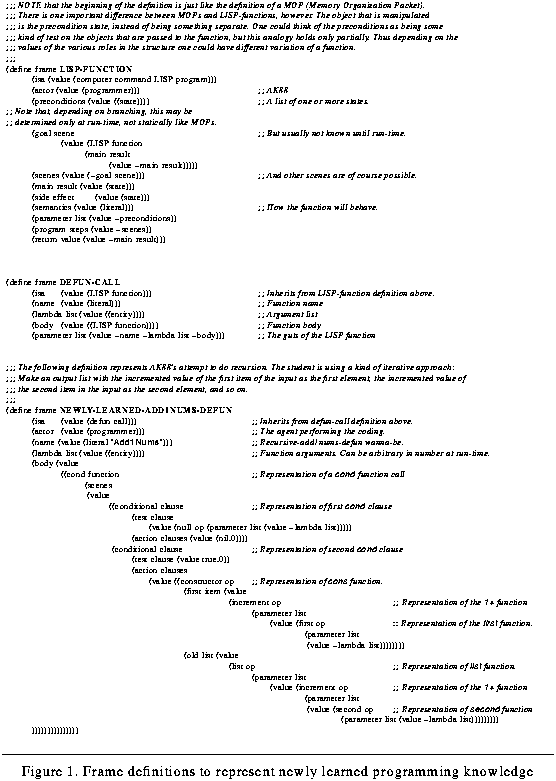 ;;; NOTE that the beginning of the definition is just like the definition of a MOP (Memory Organization Packet).
;;; There is one important difference between MOPs and LISP-functions, however. The object that is manipulated
;;; is the precondition state, instead of being something separate. One could think of the preconditions as being some
;;; kind of test on the objects that are passed to the function, but this analogy holds only partially. Thus depending on the
;;; values of the various roles in the structure one could have different variation of a function.
;;;
(define frame LISP-FUNCTION
(isa (value (computer command LISP program)))
(actor (value (programmer))) ;; AK88
(preconditions (value ((state)))) ;; A list of one or more states.
;; Note that, depending on branching, this may be
;; determined only at run-time, not statically like MOPs.
(goal scene ;; But usually not known until run-time.
(value (LISP function
(main result
(value =main result)))))
(scenes (value (=goal scene))) ;; And other scenes are of course possible.
(main result (value (state)))
(side effect (value (state)))
(semantics (value (literal))) ;; How the function will behave.
(parameter list (value =preconditions))
(program steps (value =scenes))
(return value (value =main result)))
(define frame DEFUN-CALL
(isa (value (LISP function))) ;; Inherits from LISP-function definition above.
(name (value (literal))) ;; Function name
(lambda list (value ((entity)))) ;; Argument list
(body (value ((LISP function)))) ;; Function body
(parameter list (value =name =lambda list =body))) ;; The guts of the LISP function
;;; The following definition represents AK88's attempt to do recursion. The student is using a kind of iterative approach:
;;; Make an output list with the incremented value of the first item of the input as the first element, the incremented value of
;;; the second item in the input as the second element, and so on.
;;;
(define frame NEWLY-LEARNED-ADD1NUMS-DEFUN
(isa (value (defun call))) ;; Inherits from defun-call definition above.
(actor (value (programmer))) ;; The agent performing the coding.
(name (value (literal "Add1Nums"))) ;; Recursive-add1nums-defun wanna-be.
(lambda list (value ((entity)))) ;; Function arguments. Can be arbitrary in number at run-time.
(body (value
((cond function ;; Representation of a cond function call
(scenes
(value
((conditional clause ;; Representation of first cond clause
(test clause
(value (null op (parameter list (value =lambda list)))))
(action clauses (value (nil.0))))
(conditional clause ;; Representation of second cond clause
(test clause (value true.0))
(action clauses
(value ((constructor op ;; Representation of cons function.
(first item (value
(increment op ;; Representation of the 1+ function
(parameter list
(value (first op ;; Representation of the first function.
(parameter list
(value =lambda list))))))))
(old list (value
(list op ;; Representation of list function
(parameter list
(value (increment op ;; Representation of the 1+ function
(parameter list
(value (second op ;; Representation of second function
(parameter list (value =lambda list)))))))))
)))))))))))))))
Figure 1. Frame definitions to represent newly learned programming knowledge